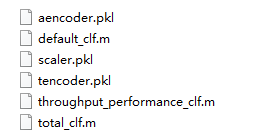 aencoder.pkl
default_clf.m
scaler.pkl
tencoder.pkl
throughput_performance_clf.m
total_clf.m